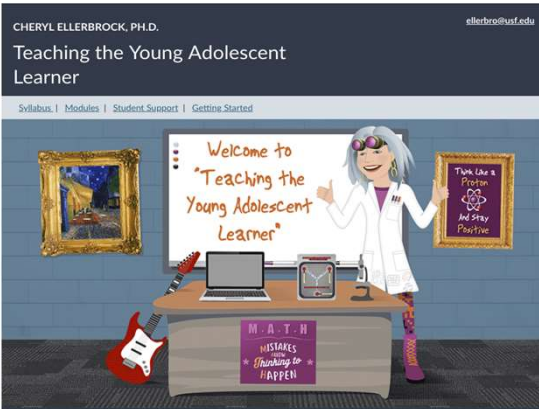 CHERYL ELLERBROCK, PH.D.
ellerbro@usf.edu
Teaching the Young Adolescent
Learner
Syllabus | Modules | Student Support | Getting Started
Welcome to
"Teaching the
Young Adolescent
Learner"
Think Like a
Proton
And Stay
Positive
M·A·T·H
MISTAKES
Thinking to
HAPPEN